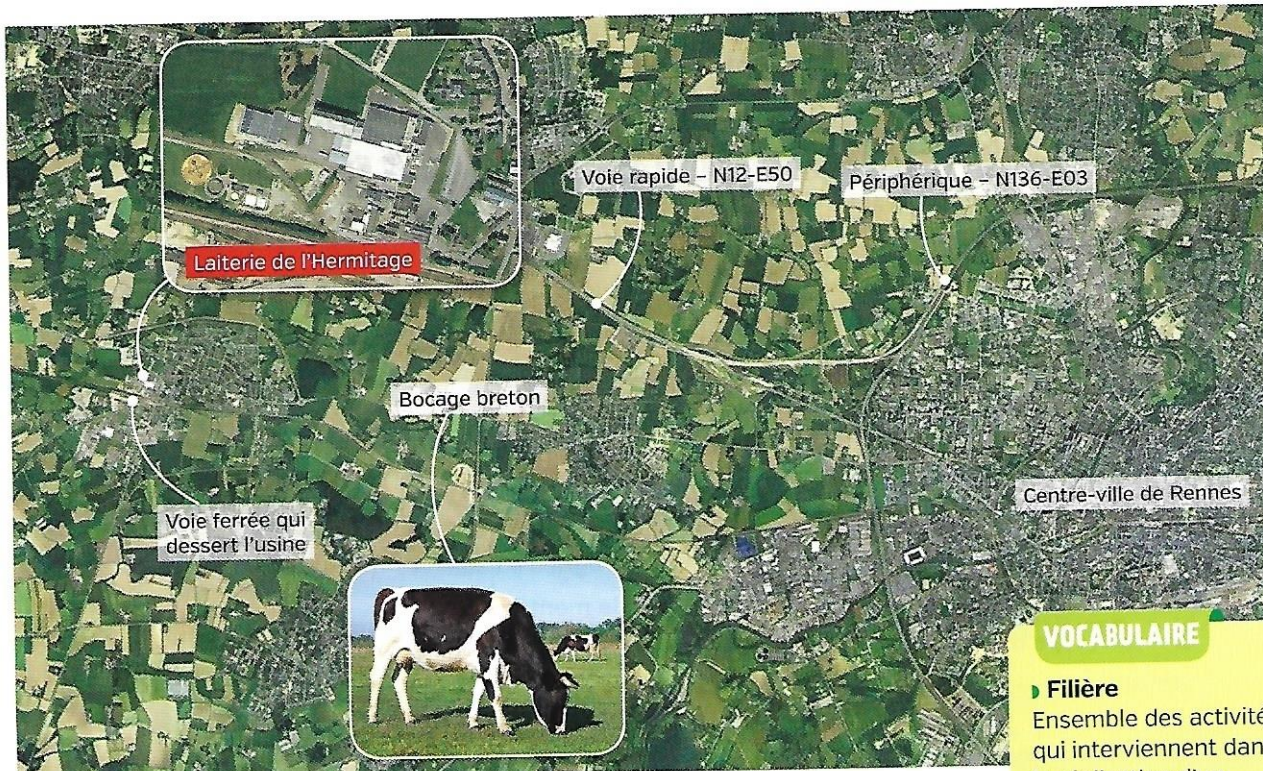 Voie rapide – N12-E50
Périphérique – N136-E03
Laiterie de l'Hermitage
Bocage breton
Centre-ville de Rennes
Voie ferrée qui
dessert l'usine
VOCABULAIRE
Filière
Ensemble des activité
qui interviennent dan